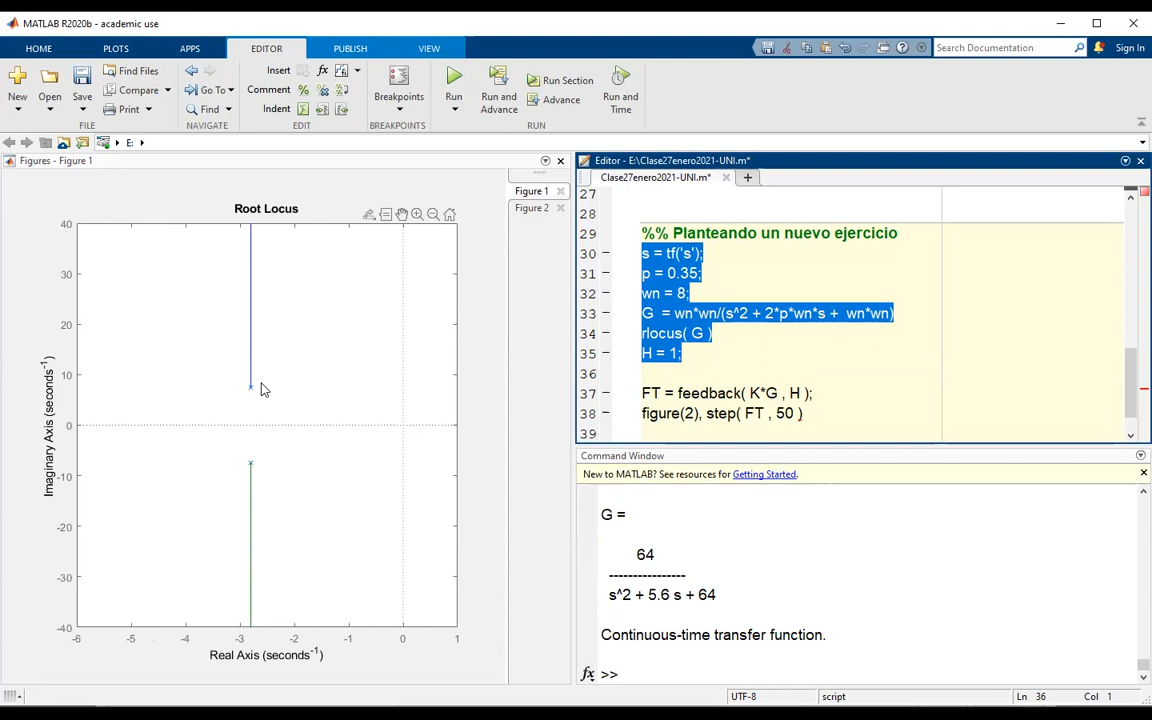 MATLAB R2020b - academic use
HOME PLOTS APPS EDITOR PUBLISH VIEW Search Documentation Sign In
New Open Save Find Files Compare Print
Go To Find
Insert fx
Comment %
Indent
Breakpoints
Run Run and Advance Run Section Advance Run and Time
FILE NAVIGATE EDIT BREAKPOINTS RUN
E:
Figures - Figure 1
Figure 1
Figure 2
Root Locus
40
30
20
10
0
-10
-20
-30
-40
Imaginary Axis (seconds-1)
-6 -5 -4 -3 -2 -1 0 1
Real Axis (seconds-1)
Editor - E:\Clase27enero2021-UNI.m*
Clase27enero2021-UNI.m*
27
28
29 %% Planteando un nuevo ejercicio
30 s = tf('s');
31 p = 0.35;
32 wn = 8;
33 G = wn*wn/(s^2 + 2*p*wn*s + wn*wn)
34 rlocus( G )
35 H = 1;
36
37 FT = feedback( K*G , H );
38 figure(2), step( FT , 50 )
39
Command Window
New to MATLAB? See resources for Getting Started.
G =
64
----------------
s^2 + 5.6 s + 64
Continuous-time transfer function.
fx >>
UTF-8 script Ln 36 Col 1